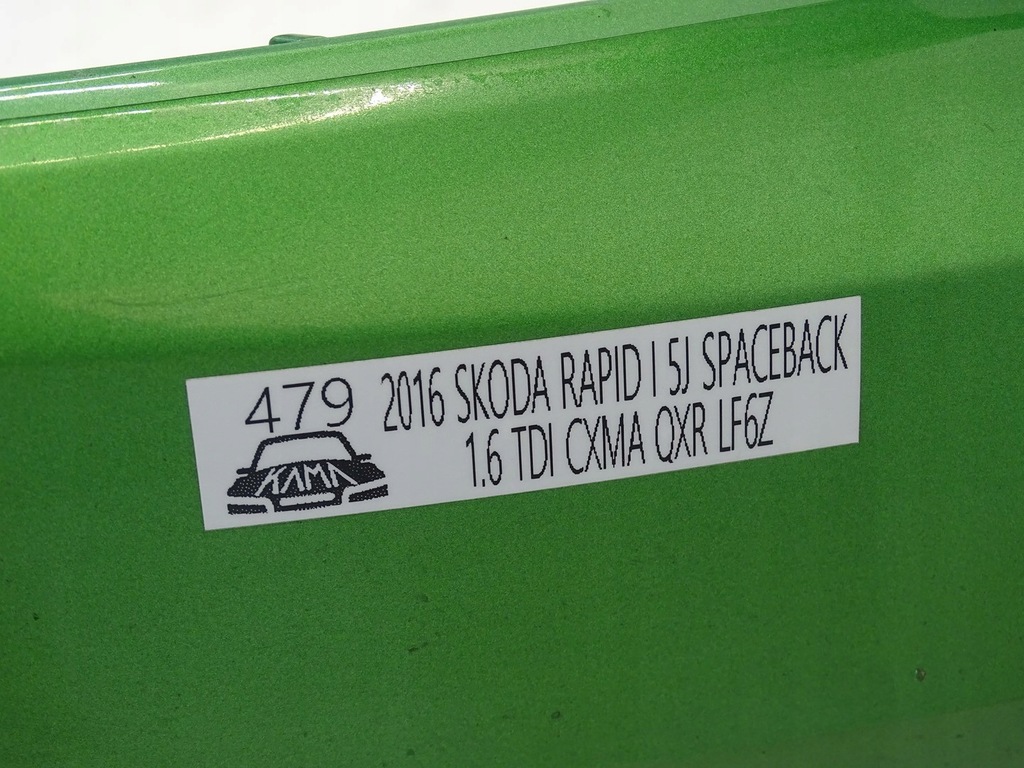 479
2016 SKODA RAPID I 5J SPACEBACK
1.6 TDI CXMA QXR LF6Z
KAMA